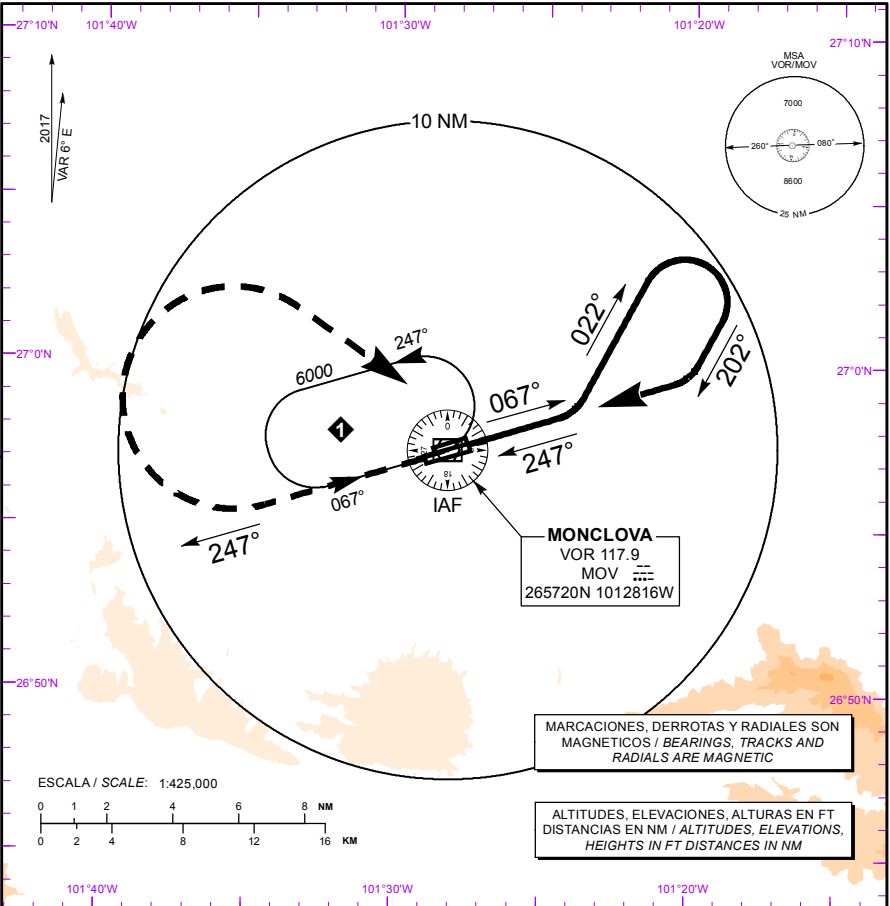 27°10'N
101°40'W
101°30'W
101°20'W
27°10'N
2017
VAR 6° E
MSA
VOR/MOV
7000
260°
080°
8600
25 NM
10 NM
022°
202°
247°
6000
067°
247°
1
27°0'N
27°0'N
0
18
27
IAF
067°
247°
MONCLOVA
VOR 117.9
MOV
265720N 1012816W
26°50'N
26°50'N
MARCACIONES, DERROTAS Y RADIALES SON
MAGNETICOS / BEARINGS, TRACKS AND
RADIALS ARE MAGNETIC
ESCALA / SCALE: 1:425,000
0 1 2 4 6 8 NM
0 2 4 8 12 16 KM
ALTITUDES, ELEVACIONES, ALTURAS EN FT
DISTANCIAS EN NM / ALTITUDES, ELEVATIONS,
HEIGHTS IN FT DISTANCES IN NM
101°40'W
101°30'W
101°20'W